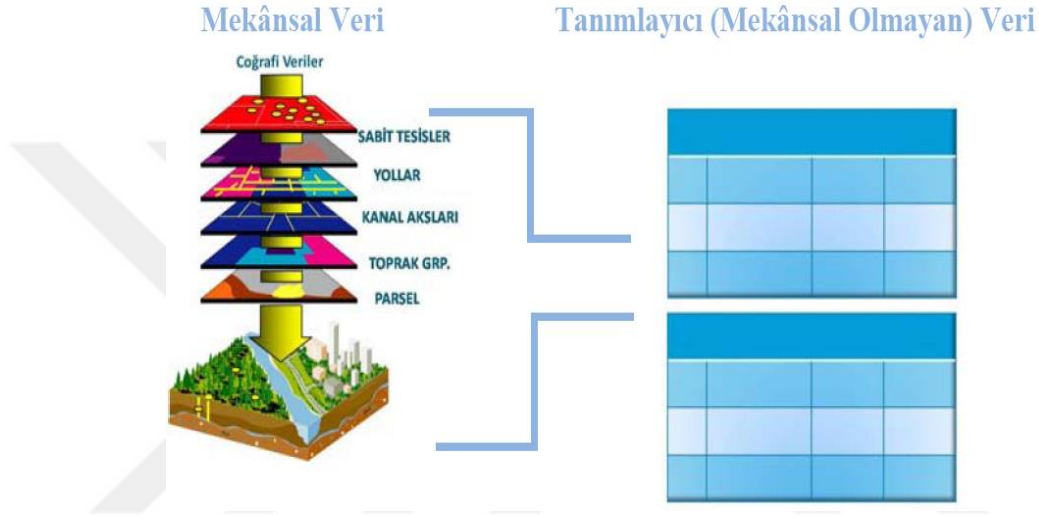 Mekânsal Veri
Tanımlayıcı (Mekânsal Olmayan) Veri
Coğrafi Veriler
SABİT TESİSLER
YOLLAR
KANAL AKSLARI
TOPRAK GRP.
PARSEL